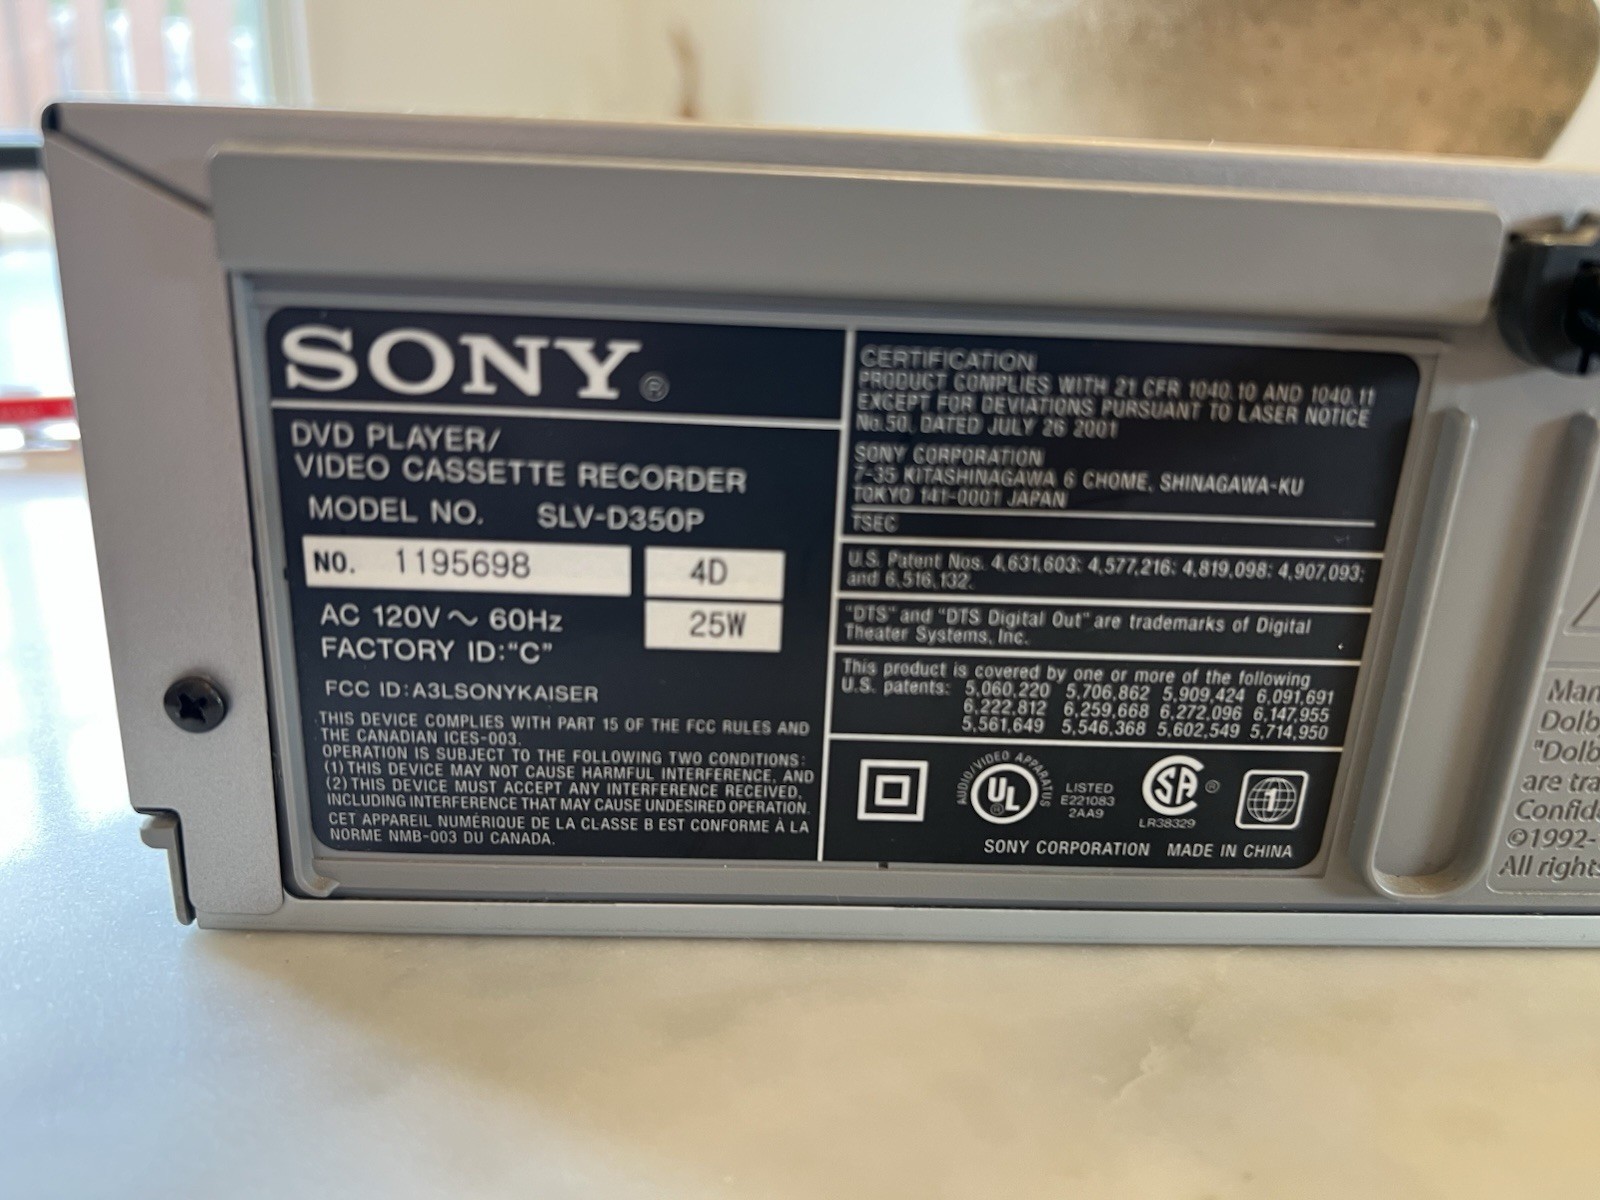 SONY®
DVD PLAYER/
VIDEO CASSETTE RECORDER
MODEL NO. SLV-D350P
NO. 1195698
4D
AC 120V ~ 60Hz
25W
FACTORY ID:"C"
FCC ID: A3LSONYKAISER
THIS DEVICE COMPLIES WITH PART 15 OF THE FCC RULES AND
THE CANADIAN ICES-003.
OPERATION IS SUBJECT TO THE FOLLOWING TWO CONDITIONS:
(1) THIS DEVICE MAY NOT CAUSE HARMFUL INTERFERENCE, AND
(2) THIS DEVICE MUST ACCEPT ANY INTERFERENCE RECEIVED,
INCLUDING INTERFERENCE THAT MAY CAUSE UNDESIRED OPERATION.
CET APPAREIL NUMÉRIQUE DE LA CLASSE B EST CONFORME À LA
NORME NMB-003 DU CANADA.
CERTIFICATION
PRODUCT COMPLIES WITH 21 CFR 1040.10 AND 1040.11
EXCEPT FOR DEVIATIONS PURSUANT TO LASER NOTICE
No.50, DATED JULY 26 2001
SONY CORPORATION
7-35 KITASHINAGAWA 6 CHOME, SHINAGAWA-KU
TOKYO 141-0001 JAPAN
TSEC
U.S. Patent Nos. 4,631,603; 4,577,216; 4,819,098; 4,907,093;
and 6,516,132.
"DTS" and "DTS Digital Out" are trademarks of Digital
Theater Systems, Inc.
This product is covered by one or more of the following
U.S. patents: 5,060,220 5,706,862 5,909,424 6,091,691
6,222,812 6,259,668 6,272,096 6,147,955
5,561,649 5,546,368 5,602,549 5,714,950
AUDIO/VIDEO APPARATUS
UL®
LISTED
E221083
2AA9
SA®
LR38329
1
SONY CORPORATION MADE IN CHINA
Man
Dolb
"Dolb
are tra
Confide
©1992-
All rights